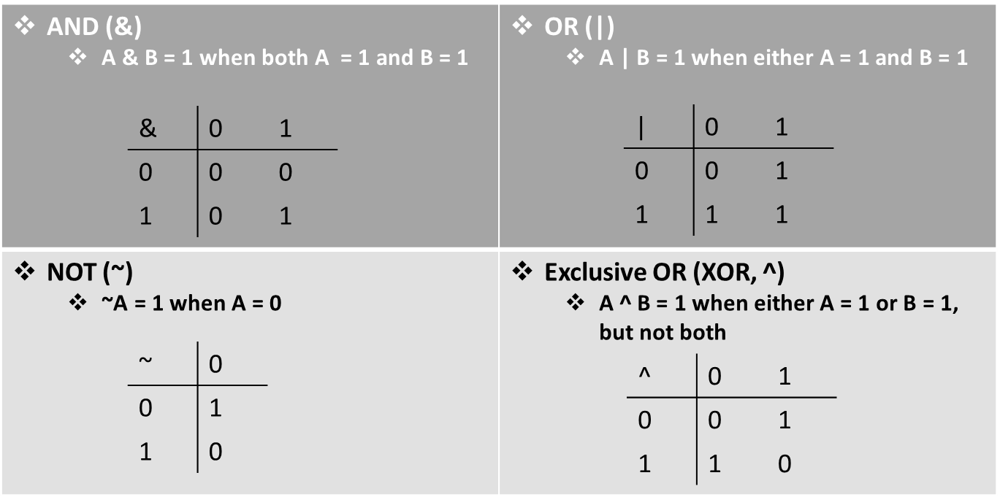 ❖ AND (&)
❖ A & B = 1 when both A  = 1 and B = 1
& 0 1
0 0 0
1 0 1
❖ OR (|)
❖ A | B = 1 when either A = 1 and B = 1
| 0 1
0 0 1
1 1 1
❖ NOT (~)
❖ ~A = 1 when A = 0
~ 0
0 1
1 0
❖ Exclusive OR (XOR, ^)
❖ A ^ B = 1 when either A = 1 or B = 1,
but not both
^ 0 1
0 0 1
1 1 0